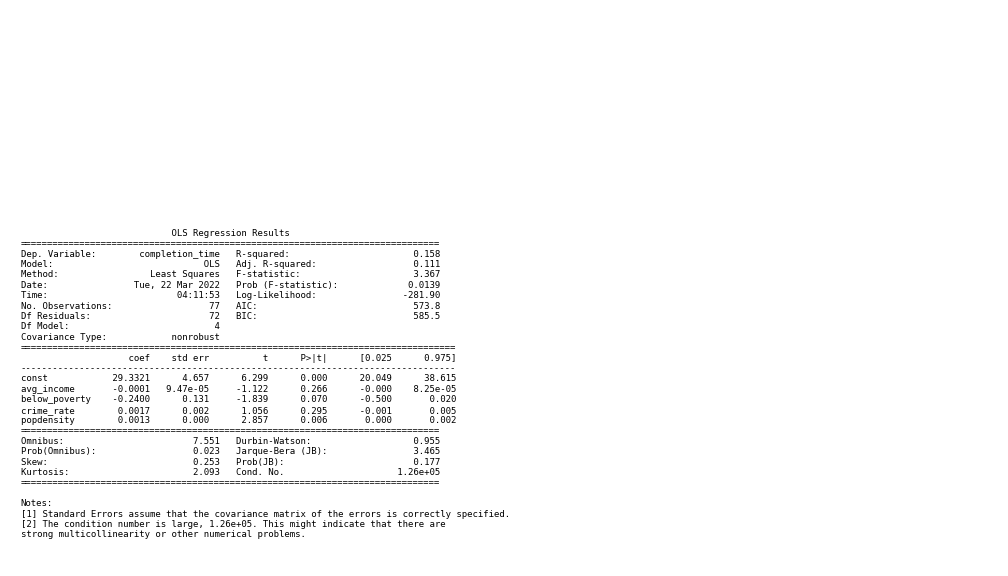 OLS Regression Results
==============================================================================
Dep. Variable:        completion_time   R-squared:                       0.158
Model:                            OLS   Adj. R-squared:                  0.111
Method:                 Least Squares   F-statistic:                     3.367
Date:                Tue, 22 Mar 2022   Prob (F-statistic):             0.0139
Time:                        04:11:53   Log-Likelihood:                -281.90
No. Observations:                  77   AIC:                             573.8
Df Residuals:                      72   BIC:                             585.5
Df Model:                           4
Covariance Type:            nonrobust
=================================================================================
                    coef    std err          t      P>|t|      [0.025      0.975]
---------------------------------------------------------------------------------
const            29.3321      4.657      6.299      0.000      20.049      38.615
avg_income       -0.0001   9.47e-05     -1.122      0.266      -0.000    8.25e-05
below_poverty    -0.2400      0.131     -1.839      0.070      -0.500       0.020
crime_rate        0.0017      0.002      1.056      0.295      -0.001       0.005
popdensity        0.0013      0.000      2.857      0.006       0.000       0.002
==============================================================================
Omnibus:                        7.551   Durbin-Watson:                   0.955
Prob(Omnibus):                  0.023   Jarque-Bera (JB):                3.465
Skew:                           0.253   Prob(JB):                        0.177
Kurtosis:                       2.093   Cond. No.                     1.26e+05
==============================================================================
Notes:
[1] Standard Errors assume that the covariance matrix of the errors is correctly specified.
[2] The condition number is large, 1.26e+05. This might indicate that there are
strong multicollinearity or other numerical problems.